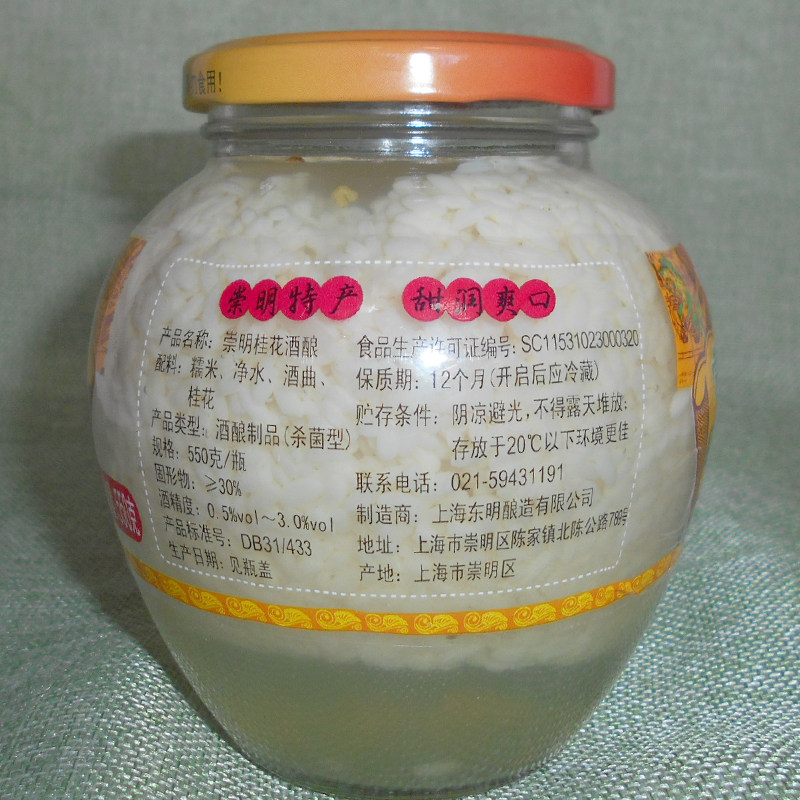 食用!
崇明特产 甜润爽口
产品名称: 崇明桂花酒酿
配料: 糯米、净水、酒曲、
桂花
产品类型: 酒酿制品(杀菌型)
规格: 550克/瓶
固形物: ≥30%
酒精度: 0.5%vol~3.0%vol
产品标准号: DB31/433
生产日期: 见瓶盖
食品生产许可证编号: SC11531023000320
保质期: 12个月(开启后应冷藏)
贮存条件: 阴凉避光,不得露天堆放;
存放于20℃以下环境更佳
联系电话: 021-59431191
制造商: 上海东明酿造有限公司
地址: 上海市崇明区陈家镇北陈公路789号
产地: 上海市崇明区